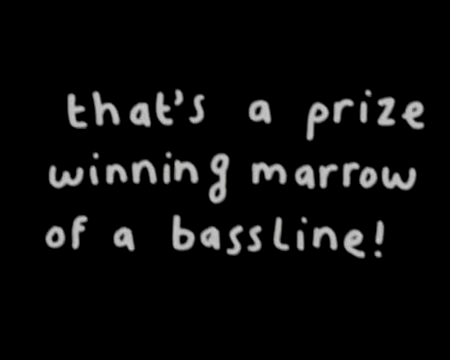 that's a prize
winning marrow
of a bassline!